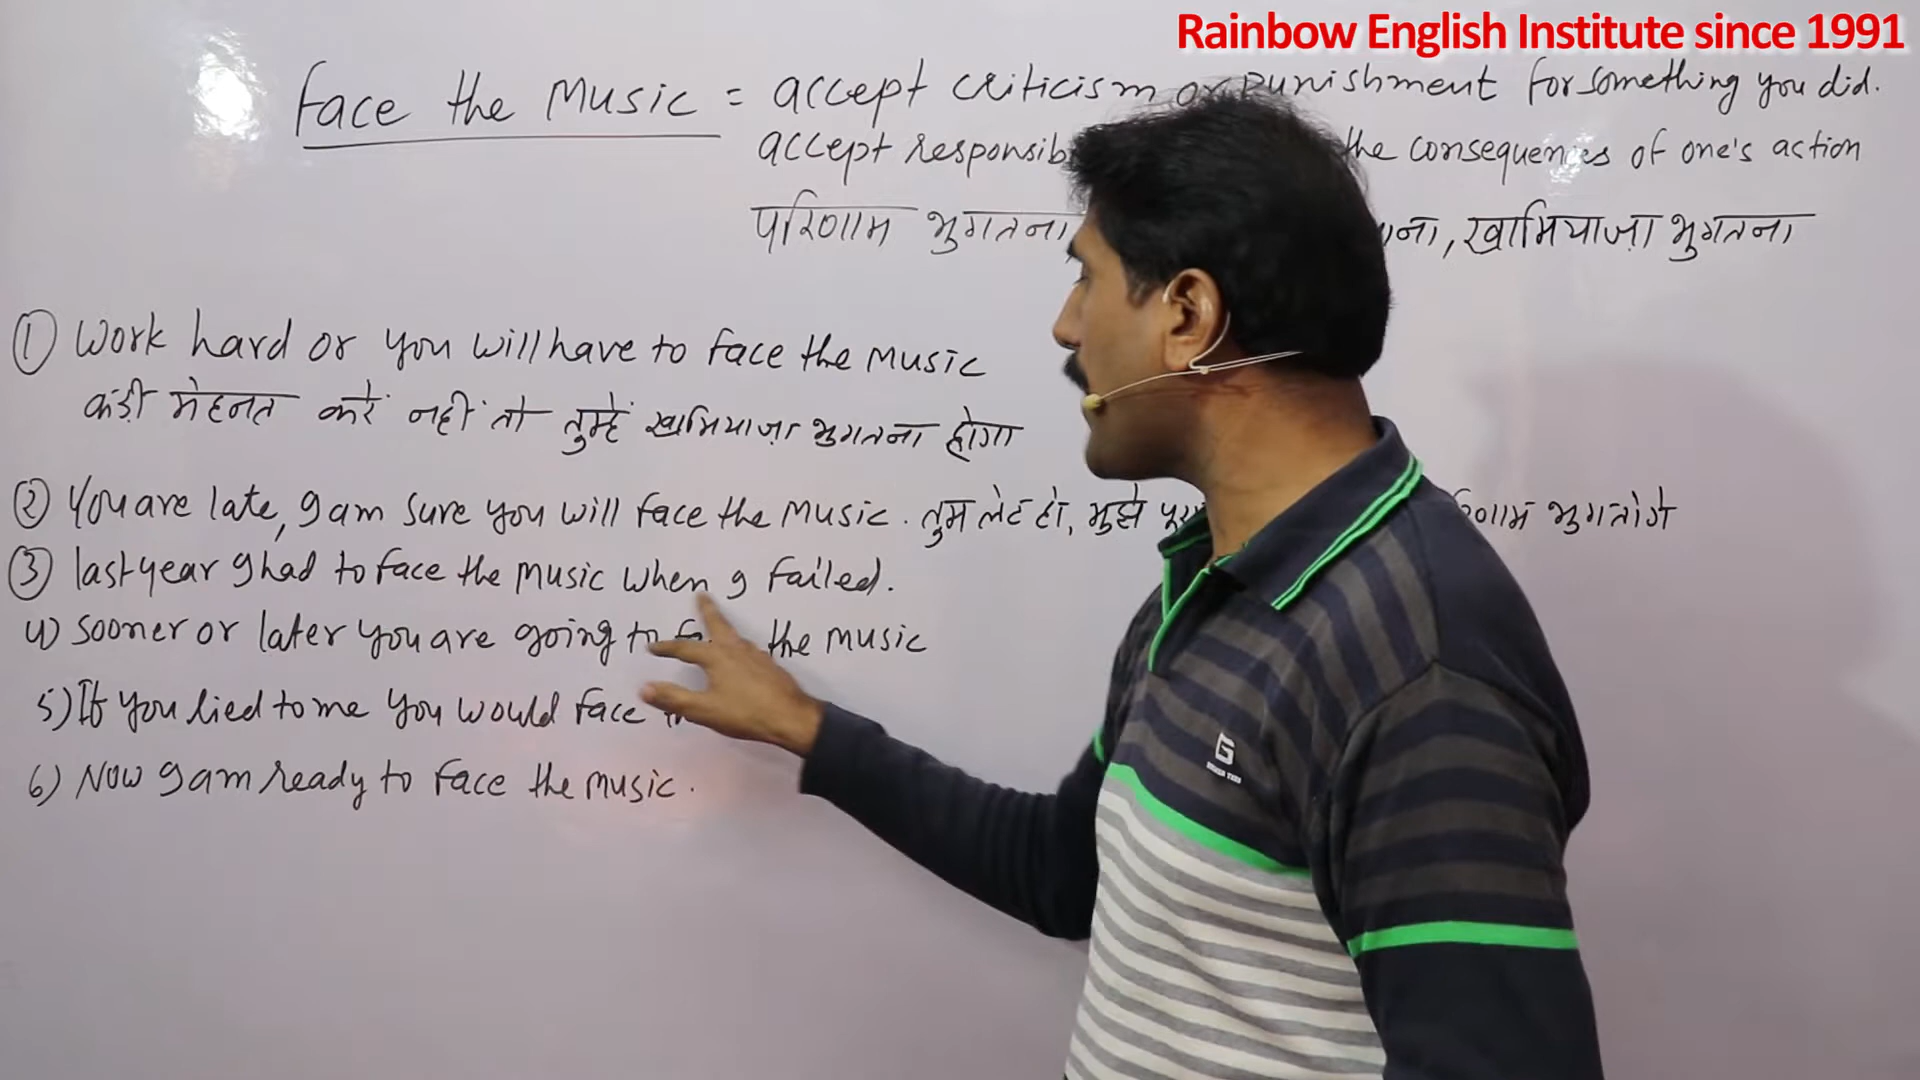 Rainbow English Institute since 1991
Face the Music = accept criticism or punishment for something you did.
accept responsib the consequences of one's action
परिणाम भुगतना, ाना, खामियाज़ा भुगतना
① Work hard or you will have to face the music
कड़ी मेहनत करें नहीं तो तुम्हें खामियाज़ा भुगतना होगा
② You are late, I am sure you will face the music. तुम लेट हो, मुझे भुगतोगे
③ last year I had to face the music when I failed.
4) Sooner or later you are going to the music
5) If you lied to me you would face
6) Now I am ready to face the music.